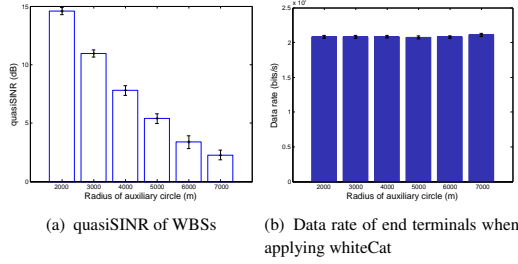 15
10
5
0
quasiSINR (dB)
2000 3000 4000 5000 6000 7000
Radius of auxiliary circle (m)
(a) quasiSINR of WBSs
2.5
2
1.5
1
0.5
0
Data rate (bits/s)
2000 3000 4000 5000 6000 7000
Radius of auxiliary circle (m)
(b) Data rate of end terminals when
applying whiteCat